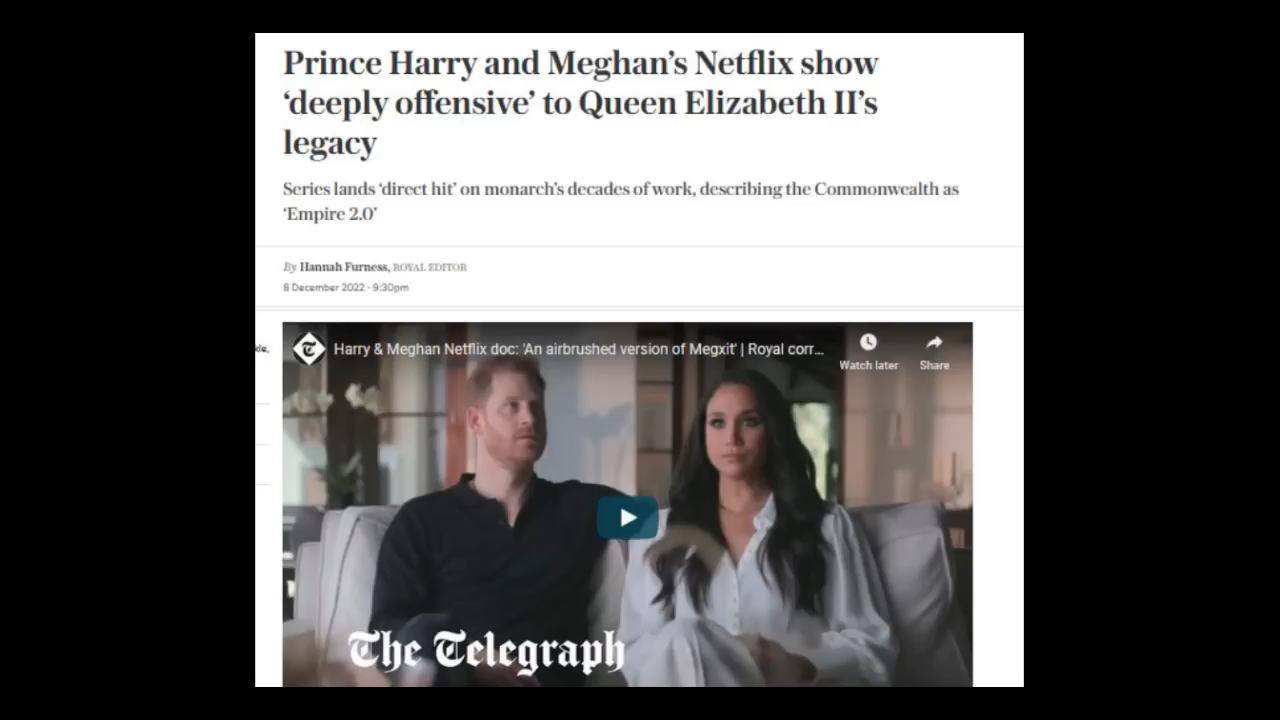 Prince Harry and Meghan’s Netflix show
‘deeply offensive’ to Queen Elizabeth II’s
legacy
Series lands ‘direct hit’ on monarch’s decades of work, describing the Commonwealth as
‘Empire 2.0’
By Hannah Furness, ROYAL EDITOR
8 December 2022 • 9:30pm
Harry & Meghan Netflix doc: 'An airbrushed version of Megxit' | Royal corr...
Watch later
Share
The Telegraph